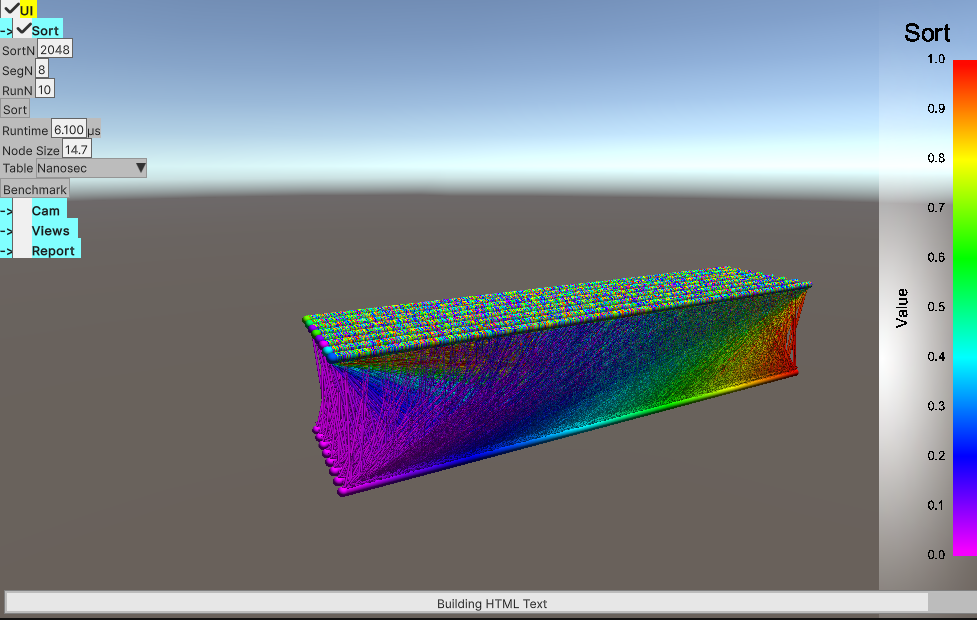 UI
-> Sort
SortN 2048
SegN 8
RunN 10
Sort
Runtime 6.100 µs
Node Size 14.7
Table Nanosec
Benchmark
-> Cam
-> Views
-> Report
Sort
1.0
0.9
0.8
0.7
0.6
0.5
0.4
0.3
0.2
0.1
0.0
Value
Building HTML Text